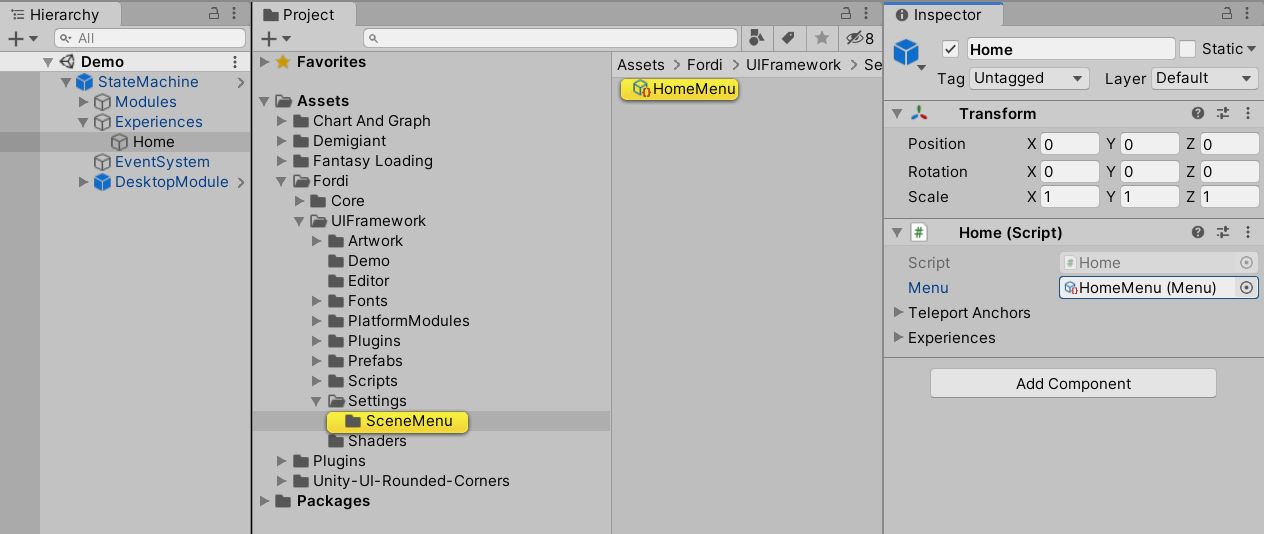 Hierarchy
All
Demo
StateMachine
Modules
Experiences
Home
EventSystem
DesktopModule
Project
8
Favorites
Assets
Chart And Graph
Demigiant
Fantasy Loading
Fordi
Core
UIFramework
Artwork
Demo
Editor
Fonts
PlatformModules
Plugins
Prefabs
Scripts
Settings
SceneMenu
Shaders
Plugins
Unity-UI-Rounded-Corners
Packages
Assets > Fordi > UIFramework > Se
HomeMenu
Inspector
Home Static
Tag Untagged Layer Default
Transform
Position X 0 Y 0 Z 0
Rotation X 0 Y 0 Z 0
Scale X 1 Y 1 Z 1
# Home (Script)
Script # Home
Menu HomeMenu (Menu)
Teleport Anchors
Experiences
Add Component